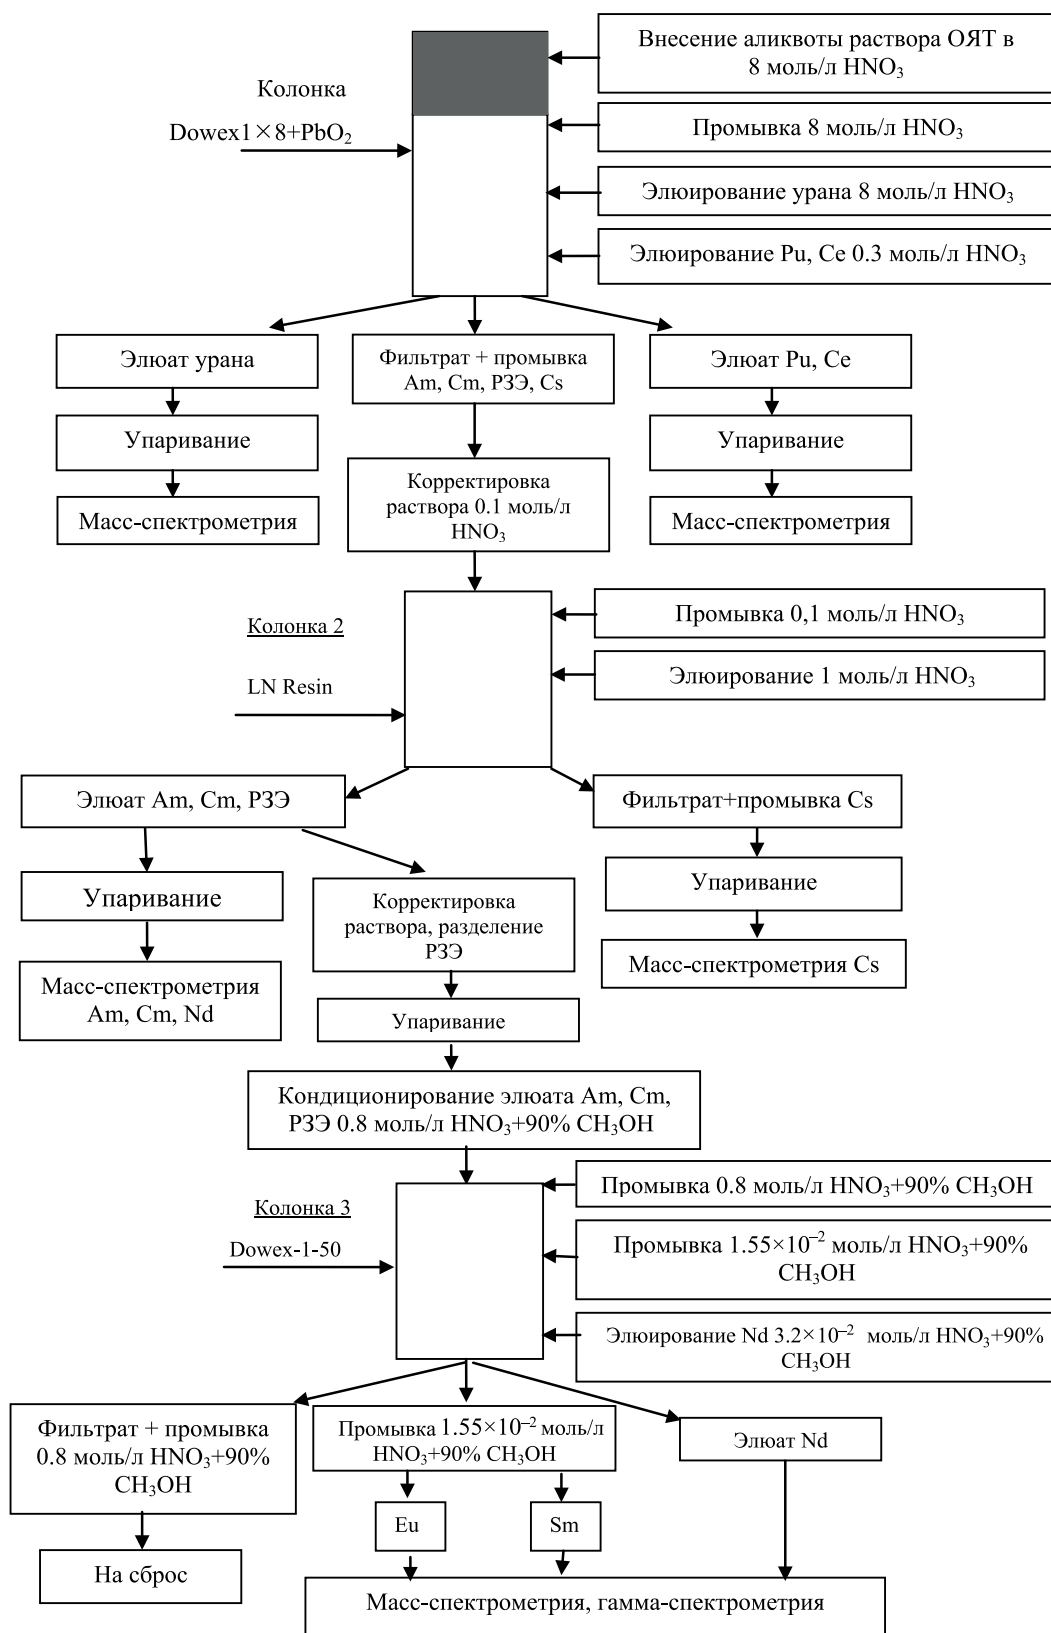 Внесение аликвоты раствора ОЯТ в
8 моль/л HNO₃
Колонка
Dowex1×8+PbO₂
Промывка 8 моль/л HNO₃
Элюирование урана 8 моль/л HNO₃
Элюирование Pu, Ce 0.3 моль/л HNO₃
Элюат урана
Фильтрат + промывка
Am, Cm, РЗЭ, Cs
Элюат Pu, Ce
Упаривание
Упаривание
Корректировка
раствора 0.1 моль/л
HNO₃
Масс-спектрометрия
Масс-спектрометрия
Промывка 0,1 моль/л HNO₃
Колонка 2
Элюирование 1 моль/л HNO₃
LN Resin
Элюат Am, Cm, РЗЭ
Фильтрат+промывка Cs
Упаривание
Корректировка
раствора, разделение
РЗЭ
Упаривание
Масс-спектрометрия
Am, Cm, Nd
Масс-спектрометрия Cs
Упаривание
Кондиционирование элюата Am, Cm,
РЗЭ 0.8 моль/л HNO₃+90% CH₃OH
Промывка 0.8 моль/л HNO₃+90% CH₃OH
Колонка 3
Dowex-1-50
Промывка 1.55×10⁻² моль/л HNO₃+90%
CH₃OH
Элюирование Nd 3.2×10⁻² моль/л HNO₃+90%
CH₃OH
Фильтрат + промывка
0.8 моль/л HNO₃+90%
CH₃OH
Промывка 1.55×10⁻² моль/л
HNO₃+90% CH₃OH
Элюат Nd
Eu
Sm
На сброс
Масс-спектрометрия, гамма-спектрометрия